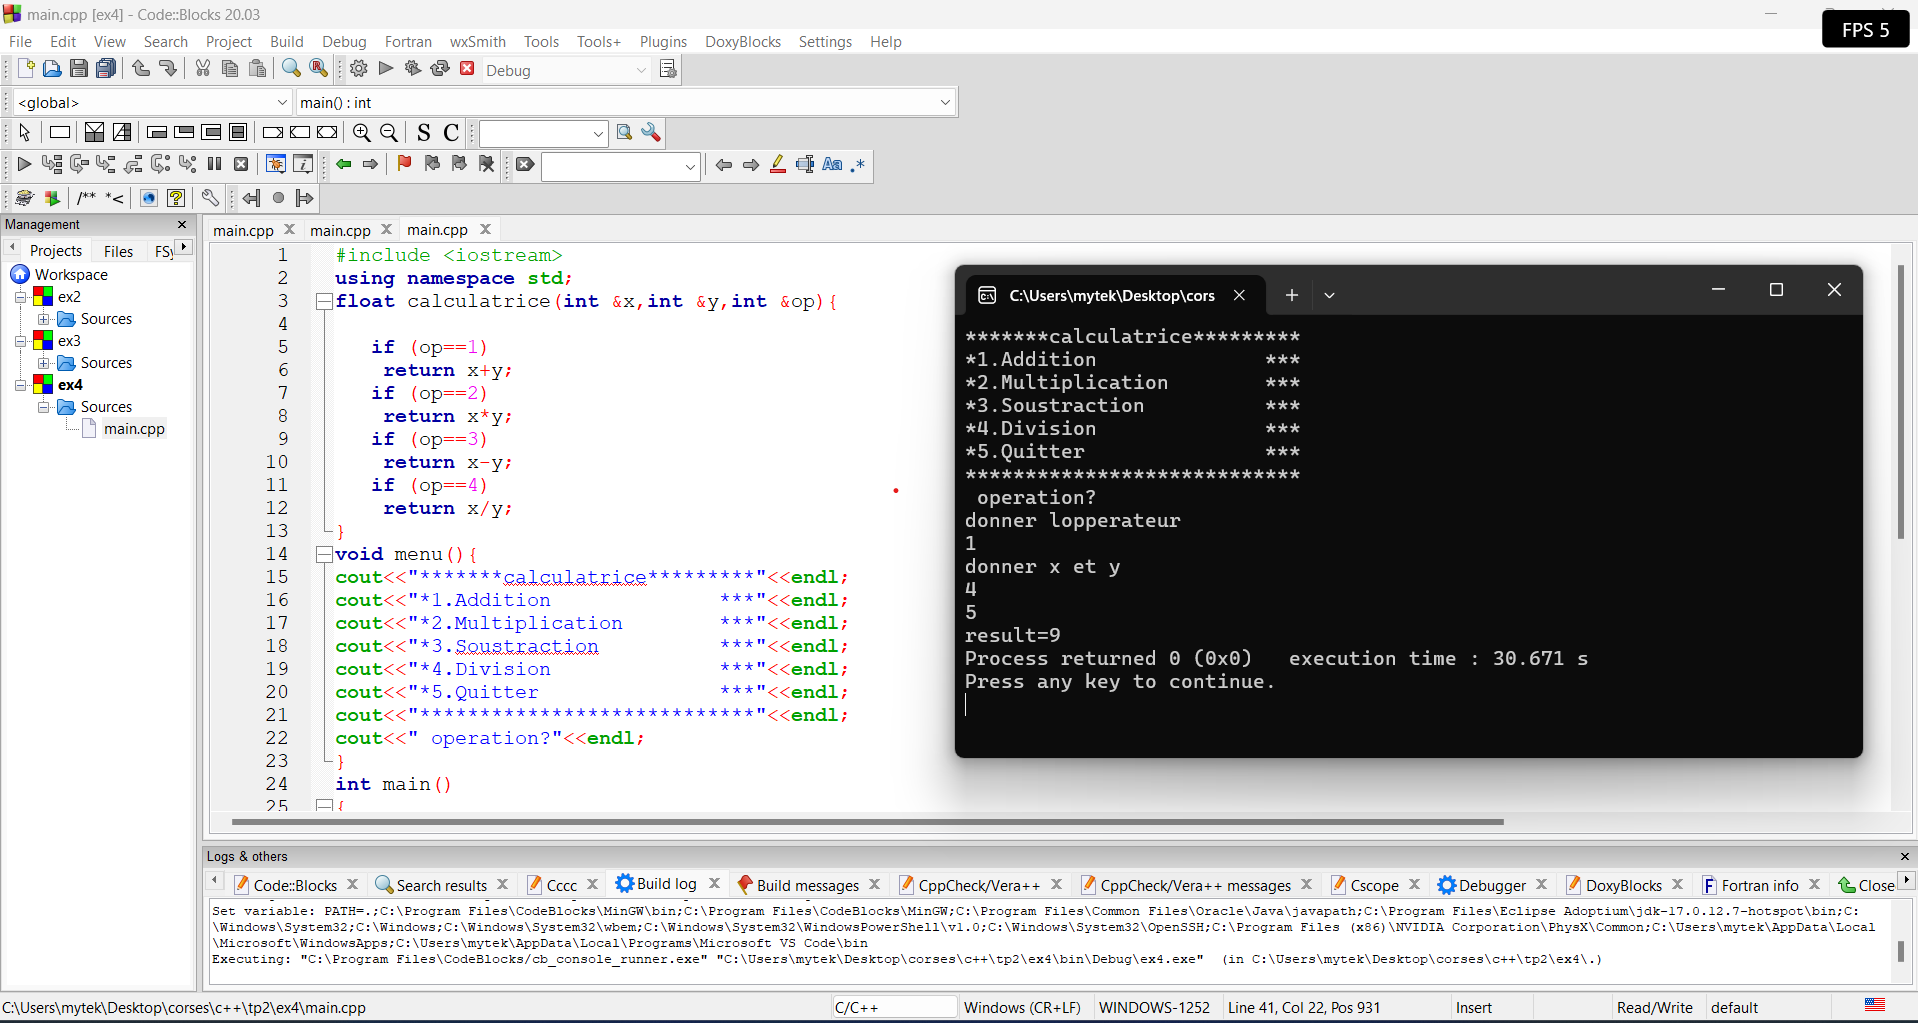 main.cpp [ex4] - Code::Blocks 20.03
FPS 5
File Edit View Search Project Build Debug Fortran wxSmith Tools Tools+ Plugins DoxyBlocks Settings Help
Debug
<global> main() : int
S C
Aa .*
/** *<
Management
Projects Files FSy
Workspace
ex2
Sources
ex3
Sources
ex4
Sources
main.cpp
main.cpp main.cpp main.cpp
1 #include <iostream>
2 using namespace std;
3 float calculatrice(int &x,int &y,int &op){
4
5 if (op==1)
6 return x+y;
7 if (op==2)
8 return x*y;
9 if (op==3)
10 return x-y;
11 if (op==4)
12 return x/y;
13 }
14 void menu(){
15 cout<<"*******calculatrice*********"<<endl;
16 cout<<"*1.Addition              ***"<<endl;
17 cout<<"*2.Multiplication        ***"<<endl;
18 cout<<"*3.Soustraction          ***"<<endl;
19 cout<<"*4.Division              ***"<<endl;
20 cout<<"*5.Quitter               ***"<<endl;
21 cout<<"****************************"<<endl;
22 cout<<" operation?"<<endl;
23 }
24 int main()
25 {
C:\Users\mytek\Desktop\cors
*******calculatrice*********
*1.Addition              ***
*2.Multiplication        ***
*3.Soustraction          ***
*4.Division              ***
*5.Quitter               ***
****************************
operation?
donner lopperateur
1
donner x et y
4
5
result=9
Process returned 0 (0x0)   execution time : 30.671 s
Press any key to continue.
Logs & others
Code::Blocks Search results Cccc Build log Build messages CppCheck/Vera++ CppCheck/Vera++ messages Cscope Debugger DoxyBlocks Fortran info Close
Set variable: PATH=.;C:\Program Files\CodeBlocks\MinGW\bin;C:\Program Files\CodeBlocks\MinGW;C:\Program Files\Common Files\Oracle\Java\javapath;C:\Program Files\Eclipse Adoptium\jdk-17.0.12.7-hotspot\bin;C:
\Windows\System32;C:\Windows;C:\Windows\System32\wbem;C:\Windows\System32\WindowsPowerShell\v1.0;C:\Windows\System32\OpenSSH;C:\Program Files (x86)\NVIDIA Corporation\PhysX\Common;C:\Users\mytek\AppData\Local
\Microsoft\WindowsApps;C:\Users\mytek\AppData\Local\Programs\Microsoft VS Code\bin
Executing: "C:\Program Files\CodeBlocks/cb_console_runner.exe" "C:\Users\mytek\Desktop\corses\c++\tp2\ex4\bin\Debug\ex4.exe"  (in C:\Users\mytek\Desktop\corses\c++\tp2\ex4\.)
C:\Users\mytek\Desktop\corses\c++\tp2\ex4\main.cpp C/C++ Windows (CR+LF) WINDOWS-1252 Line 41, Col 22, Pos 931 Insert Read/Write default